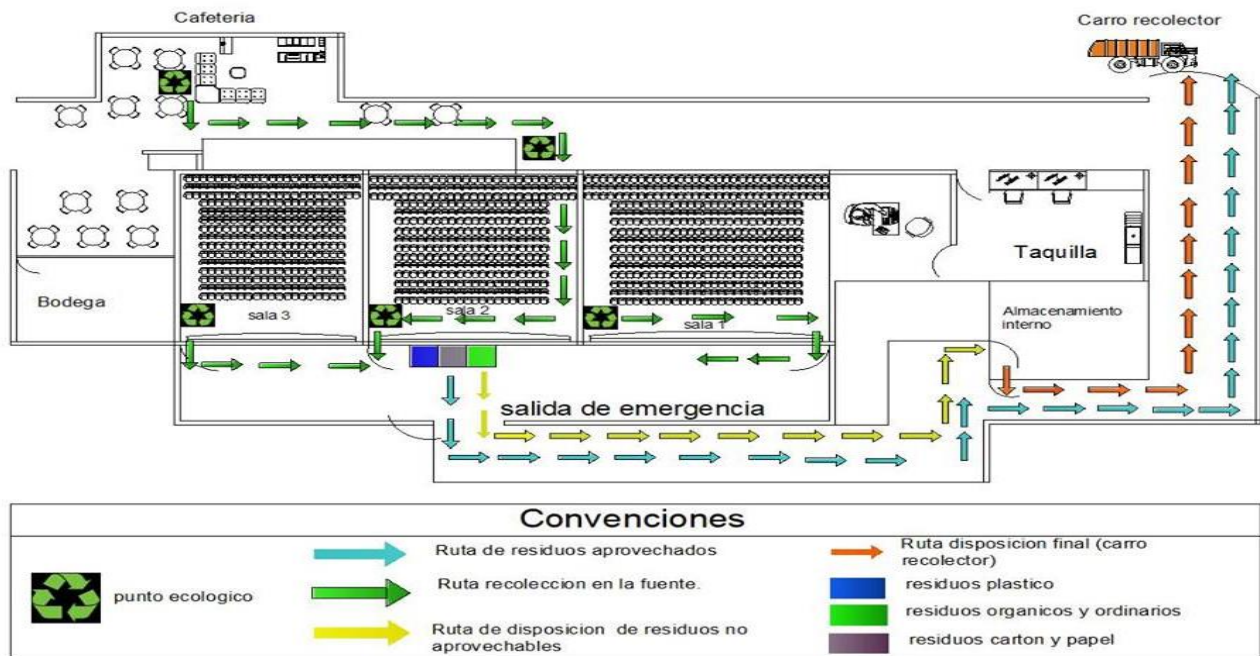 Cafeteria
Carro recolector
Taquilla
Bodega
sala 3
sala 2
sala 1
Almacenamiento
interno
salida de emergencia
Convenciones
punto ecologico
Ruta de residuos aprovechados
Ruta recoleccion en la fuente.
Ruta de disposicion de residuos no
aprovechables
Ruta disposicion final (carro
recolector)
residuos plastico
residuos organicos y ordinarios
residuos carton y papel